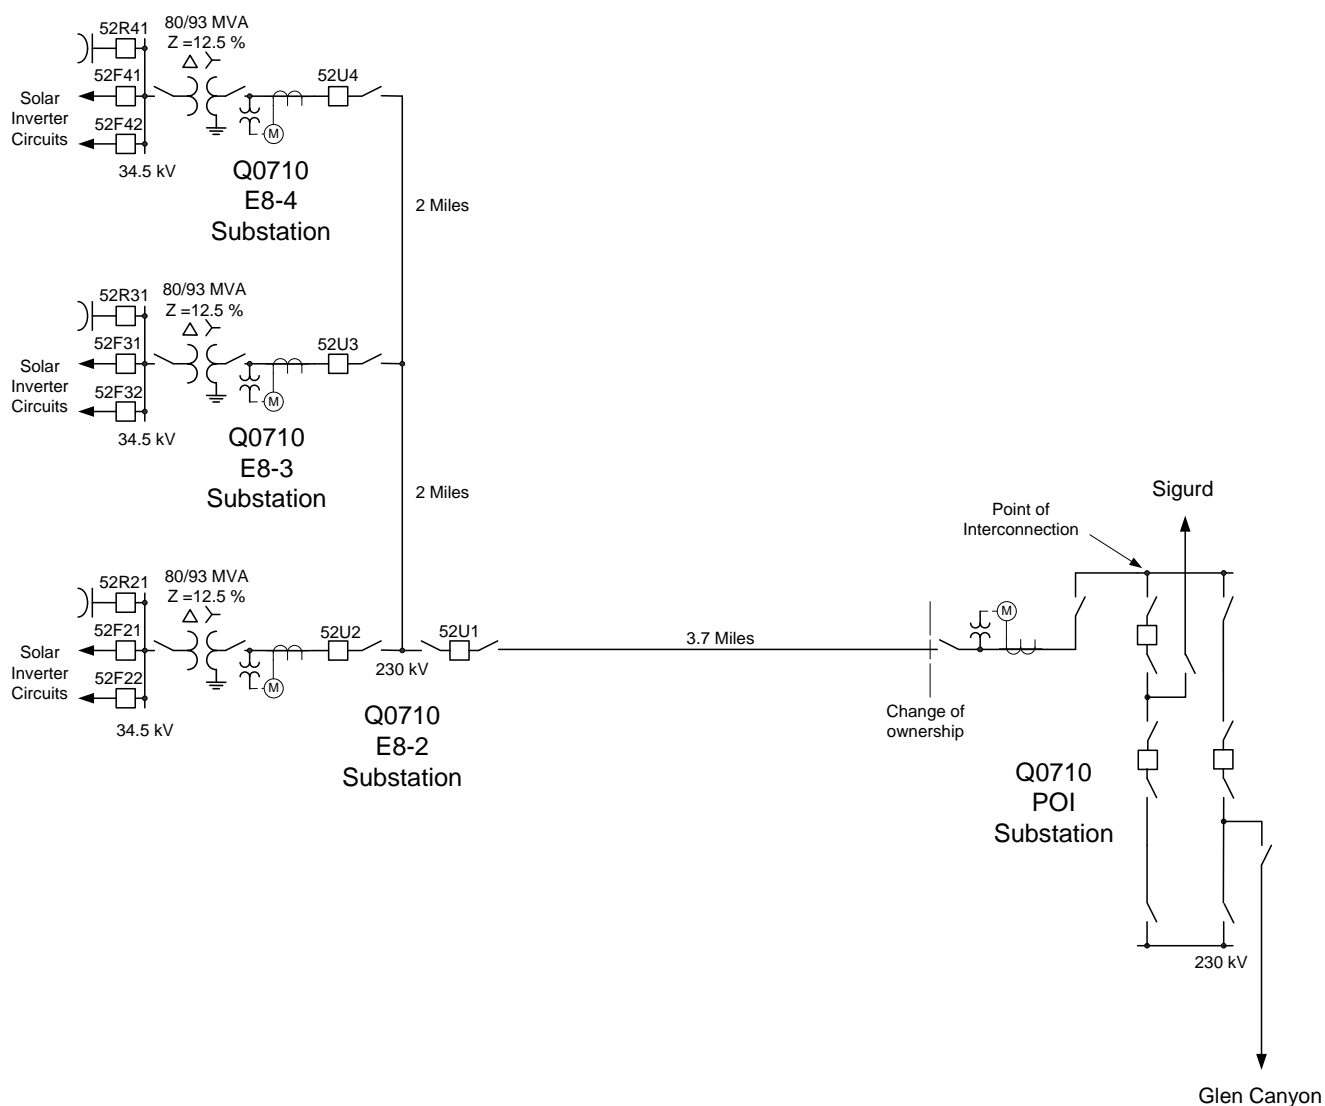 52R41
80/93 MVA
Z =12.5 %
52F41
52U4
Solar
Inverter
Circuits
52F42
M
34.5 kV
Q0710
E8-4
Substation
2 Miles
52R31
80/93 MVA
Z =12.5 %
52F31
52U3
Solar
Inverter
Circuits
52F32
M
34.5 kV
Q0710
E8-3
Substation
2 Miles
Sigurd
Point of
Interconnection
52R21
80/93 MVA
Z =12.5 %
52F21
52U2
52U1
3.7 Miles
M
Solar
Inverter
Circuits
52F22
M
230 kV
34.5 kV
Q0710
E8-2
Substation
Change of
ownership
Q0710
POI
Substation
230 kV
Glen Canyon